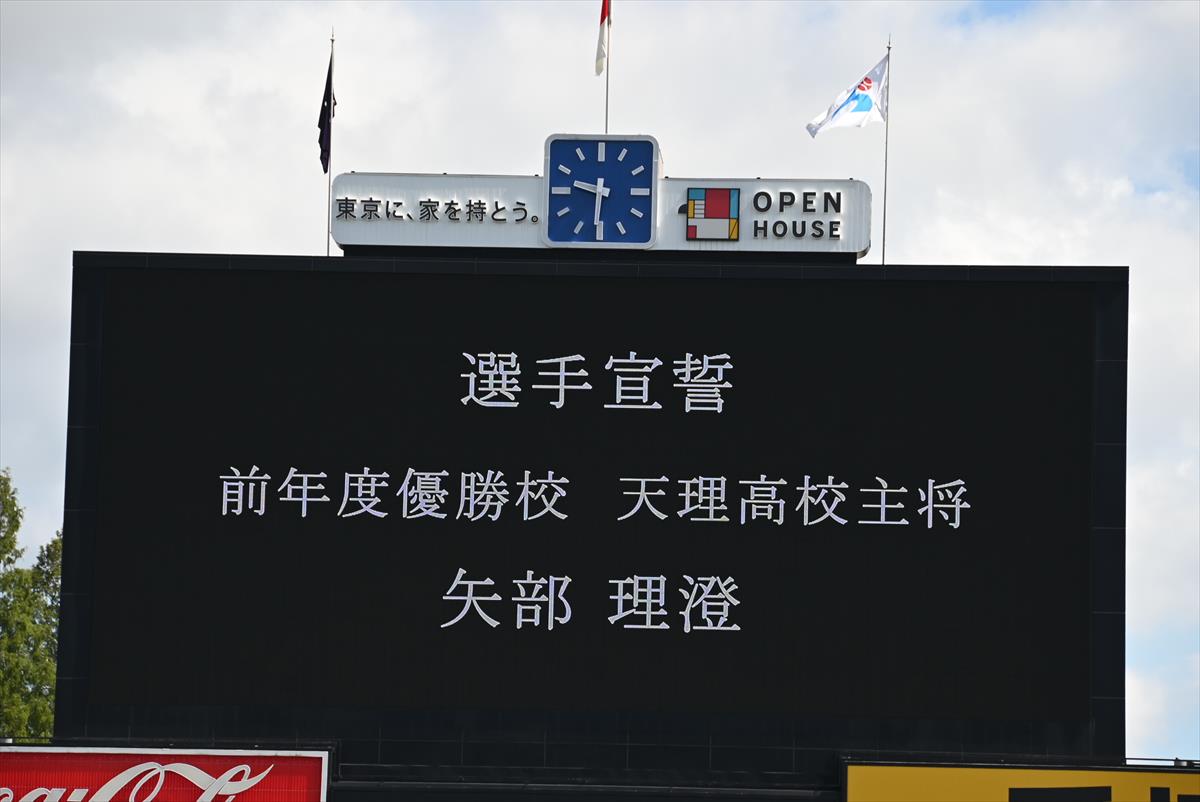 東京に、家を持とう。
OPEN
HOUSE
選手宣誓
前年度優勝校 天理高校主将
矢部 理澄